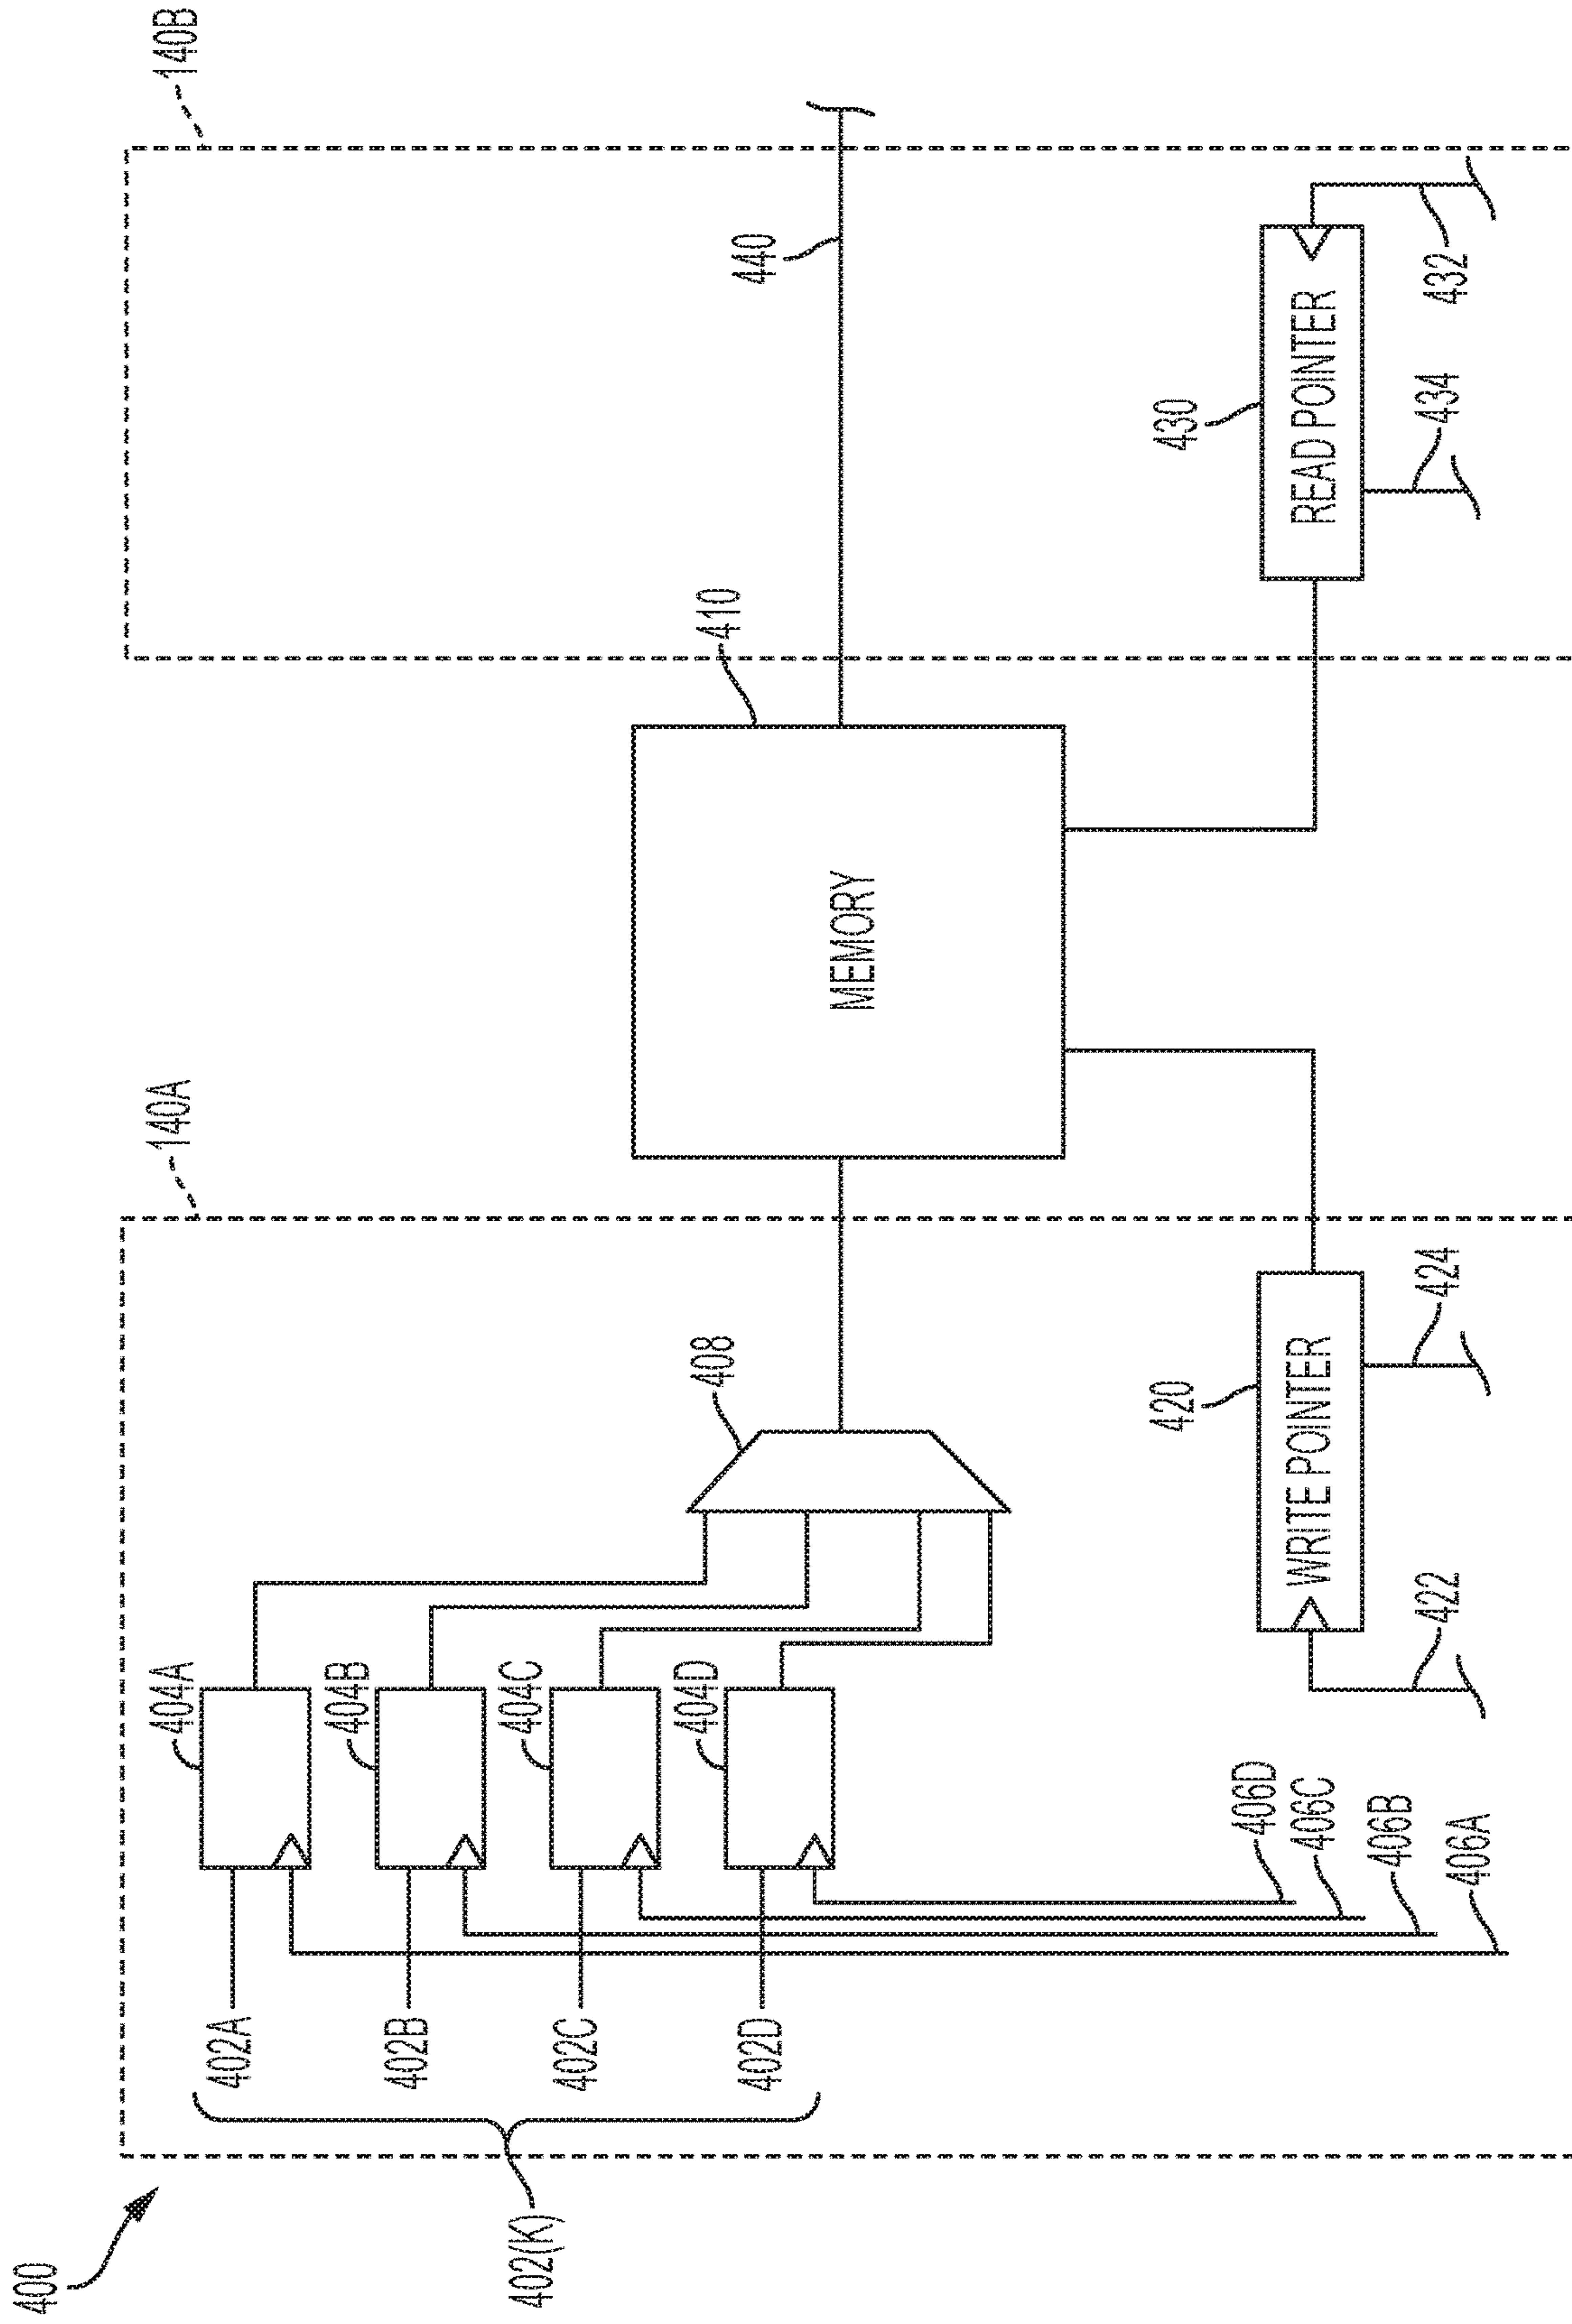 400
140A
140B
402A
404A
402B
404B
402C
404C
402D
404D
402(K)
408
410
440
MEMORY
420
430
WRITE POINTER
READ POINTER
406D
406C
406B
406A
422
424
434
432